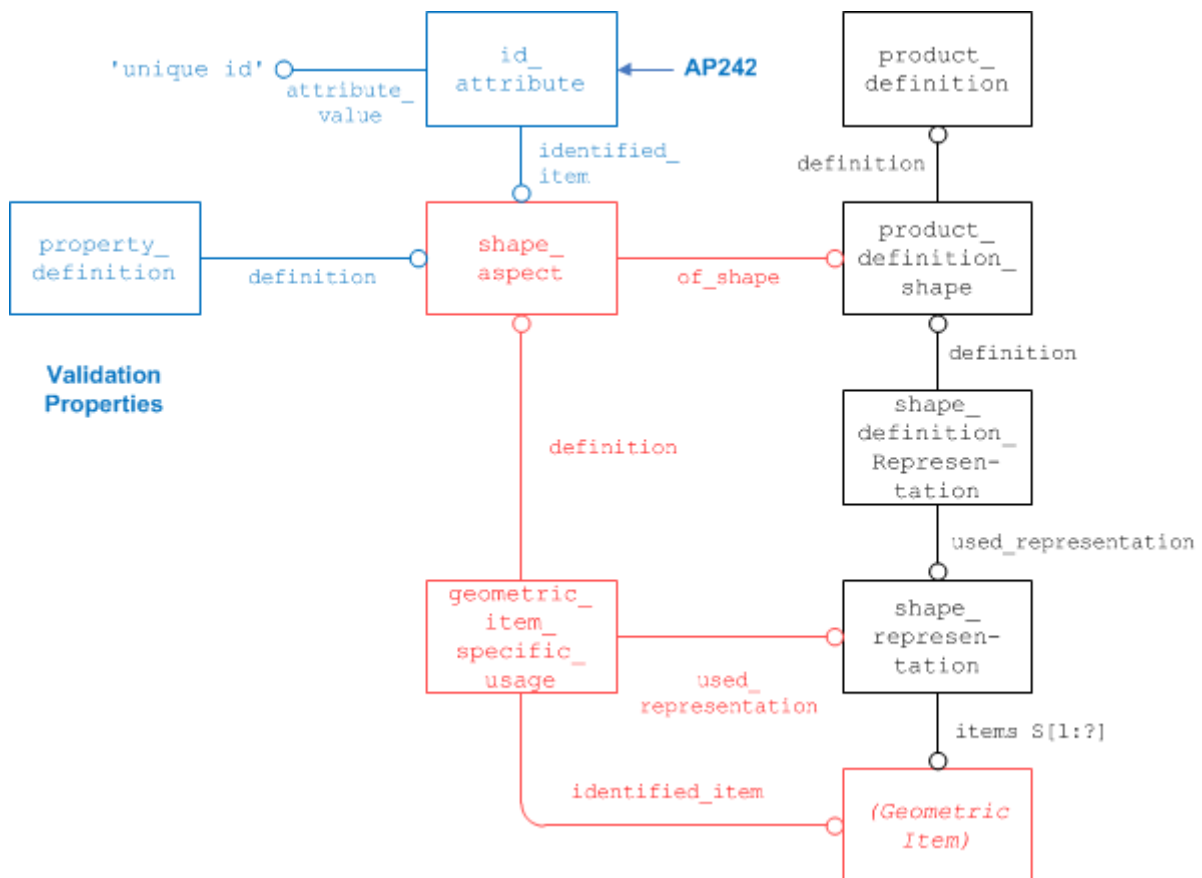 id_
attribute
'unique id'
attribute_
value
AP242
product_
definition
identified_
item
definition
property_
definition
definition
shape_
aspect
of_shape
product_
definition_
shape
Validation
Properties
definition
definition
shape_
definition_
Represen-
tation
used_representation
geometric_
item_
specific_
usage
used_
representation
shape_
represen-
tation
items S[1:?]
identified_item
(Geometric
Item)